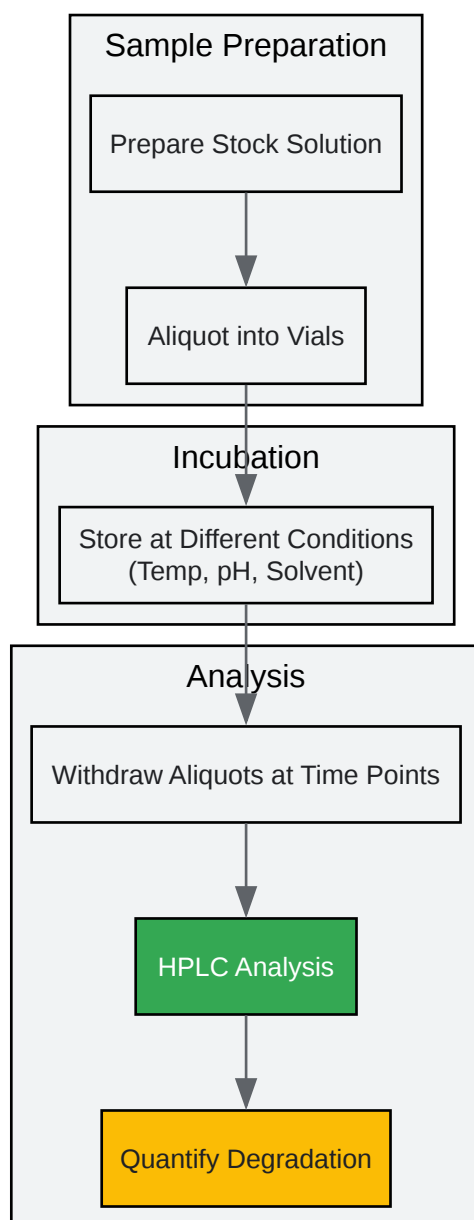 Sample Preparation
Prepare Stock Solution
Aliquot into Vials
Incubation
Store at Different Conditions
(Temp, pH, Solvent)
Analysis
Withdraw Aliquots at Time Points
HPLC Analysis
Quantify Degradation